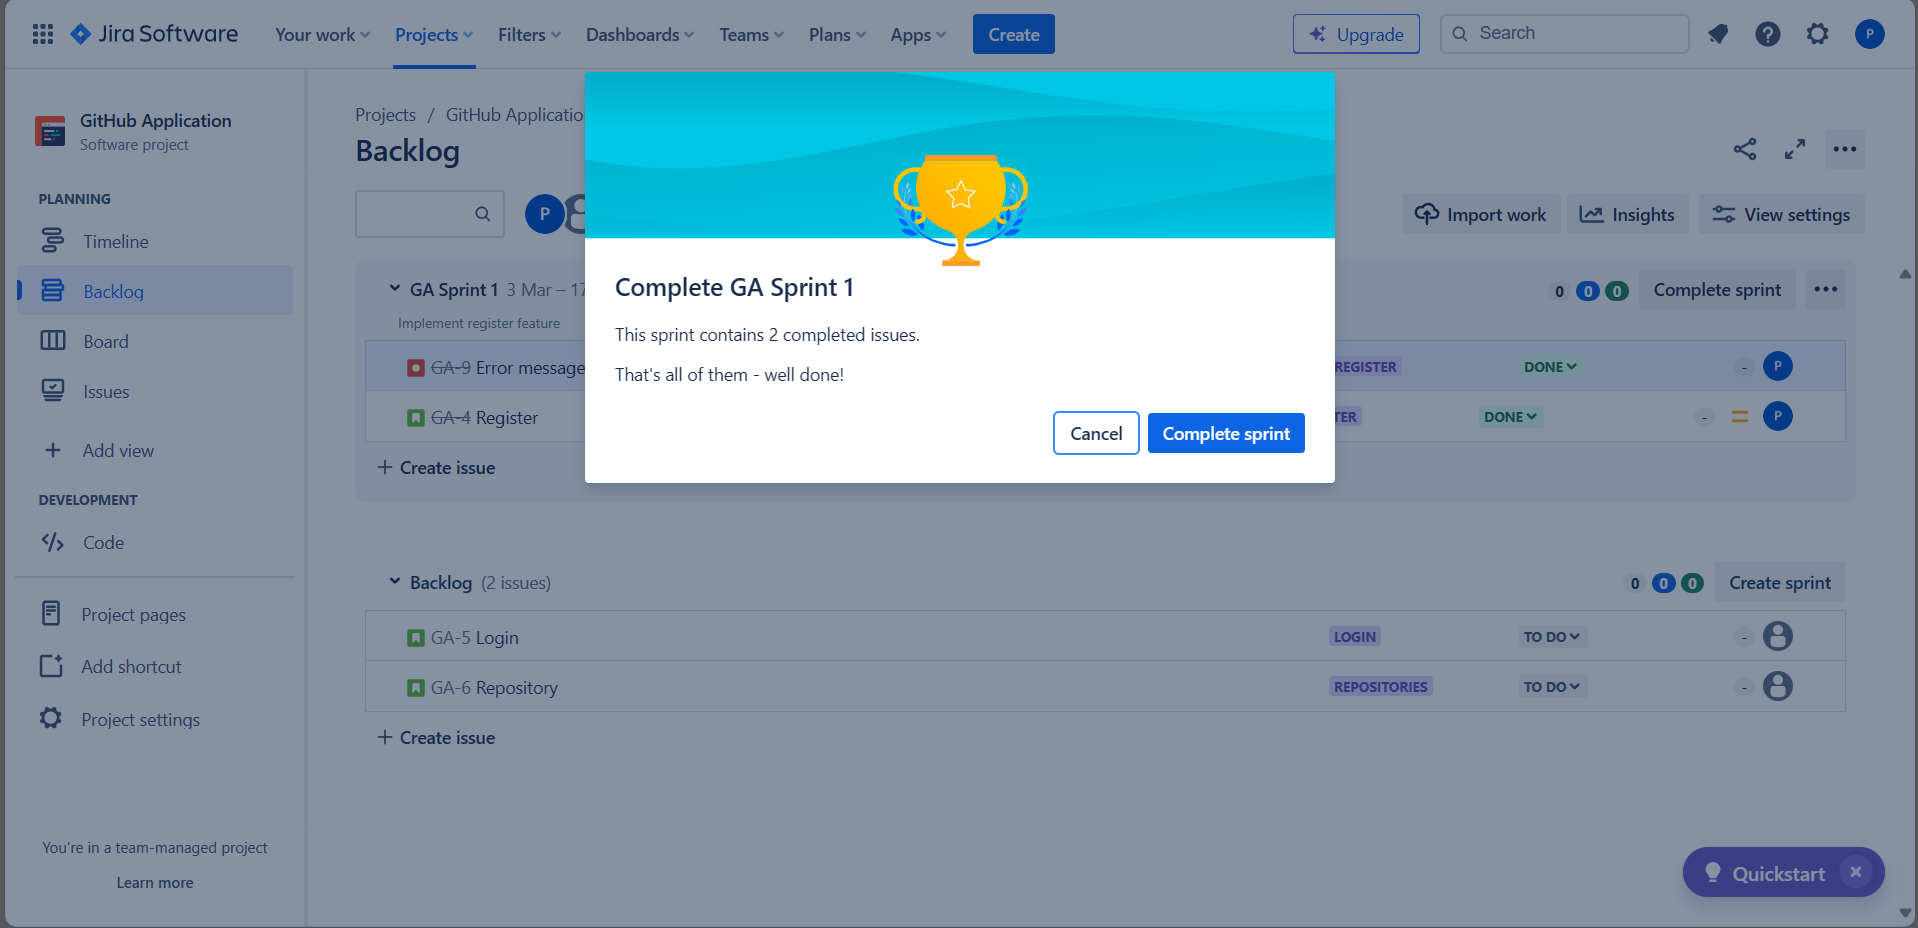 Jira Software
Your work
Projects
Filters
Dashboards
Teams
Plans
Apps
Create
Upgrade
Search
P
GitHub Application
Software project
PLANNING
Timeline
Backlog
Board
Issues
Add view
DEVELOPMENT
Code
Project pages
Add shortcut
Project settings
You're in a team-managed project
Learn more
Projects / GitHub Applicatio
Backlog
P
Import work
Insights
View settings
GA Sprint 1 3 Mar – 17
Implement register feature
0 0 0
Complete sprint
GA-9 Error message
REGISTER
DONE
-
P
GA-4 Register
TER
DONE
-
P
Create issue
Complete GA Sprint 1
This sprint contains 2 completed issues.
That's all of them - well done!
Cancel
Complete sprint
Backlog (2 issues)
0 0 0
Create sprint
GA-5 Login
LOGIN
TO DO
-
GA-6 Repository
REPOSITORIES
TO DO
-
Create issue
Quickstart